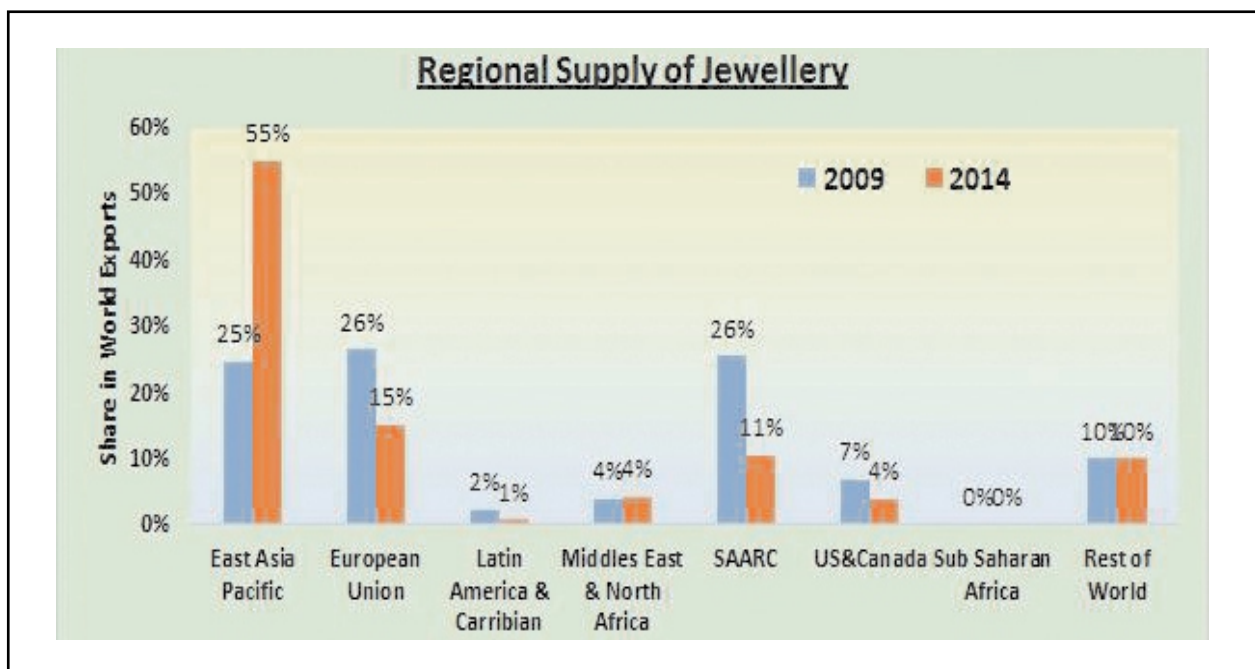 Regional Supply of Jewellery
Share in World Exports
60%
50%
40%
30%
20%
10%
0%
2009 2014
25% 55%
26% 15%
2% 1%
4% 4%
26% 11%
7% 4%
0% 0%
10% 10%
East Asia
Pacific
European
Union
Latin
America &
Carribian
Middles East
& North
Africa
SAARC
US&Canada
Sub Saharan
Africa
Rest of
World